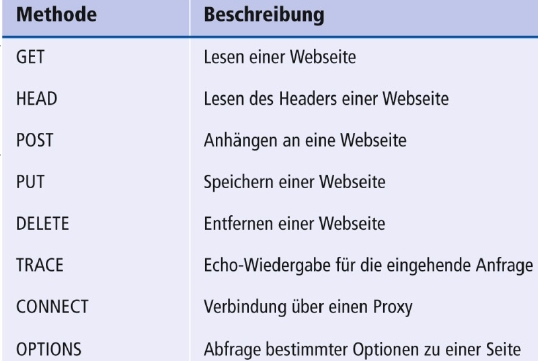 Methode Beschreibung
GET Lesen einer Webseite
HEAD Lesen des Headers einer Webseite
POST Anhängen an eine Webseite
PUT Speichern einer Webseite
DELETE Entfernen einer Webseite
TRACE Echo-Wiedergabe für die eingehende Anfrage
CONNECT Verbindung über einen Proxy
OPTIONS Abfrage bestimmter Optionen zu einer Seite